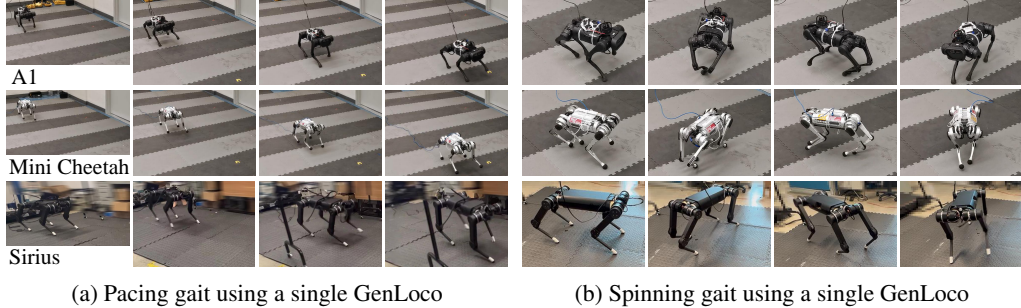 A1
Mini Cheetah
Sirius
(a) Pacing gait using a single GenLoco
(b) Spinning gait using a single GenLoco